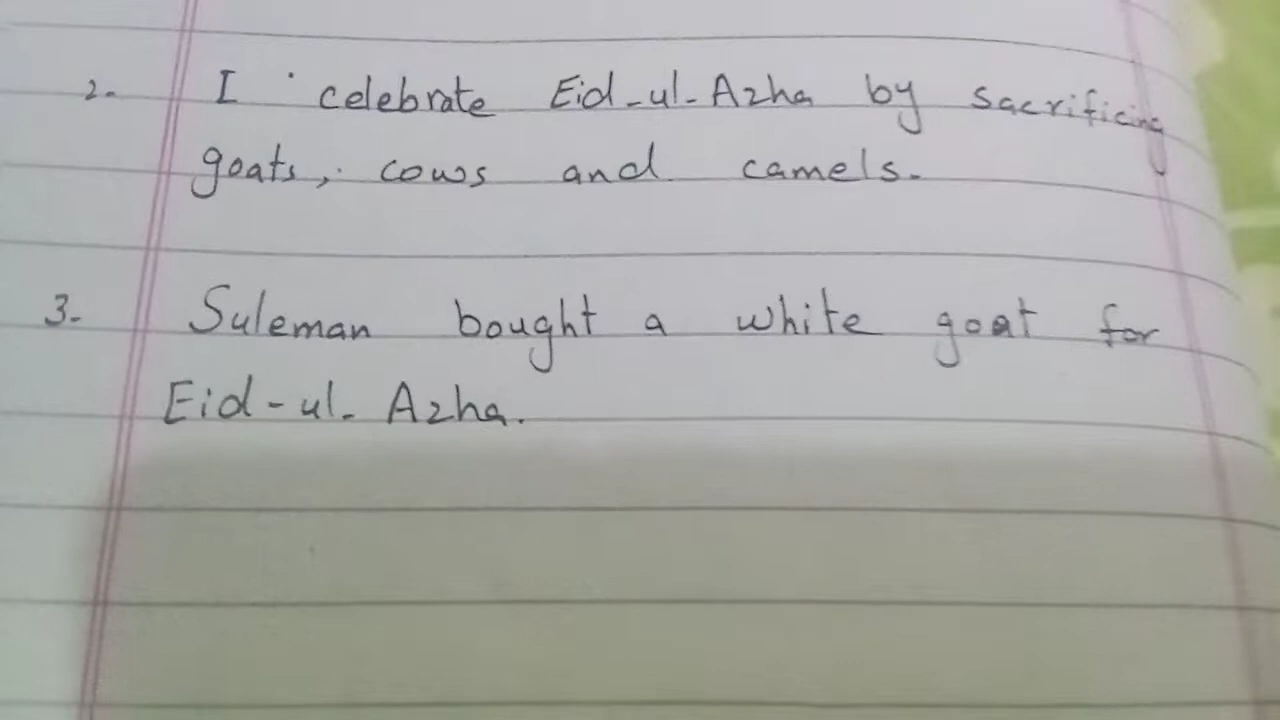 2. I celebrate Eid-ul-Azha by sacrificing
goats, cows and camels.
3. Suleman bought a white goat for
Eid-ul-Azha.